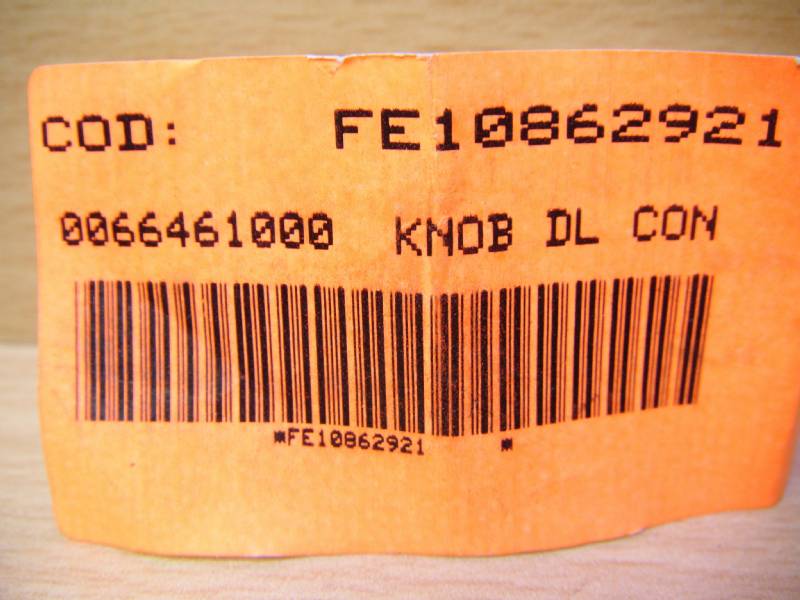 COD: FE10862921
0066461000 KNOB DL CON
*FE10862921 *